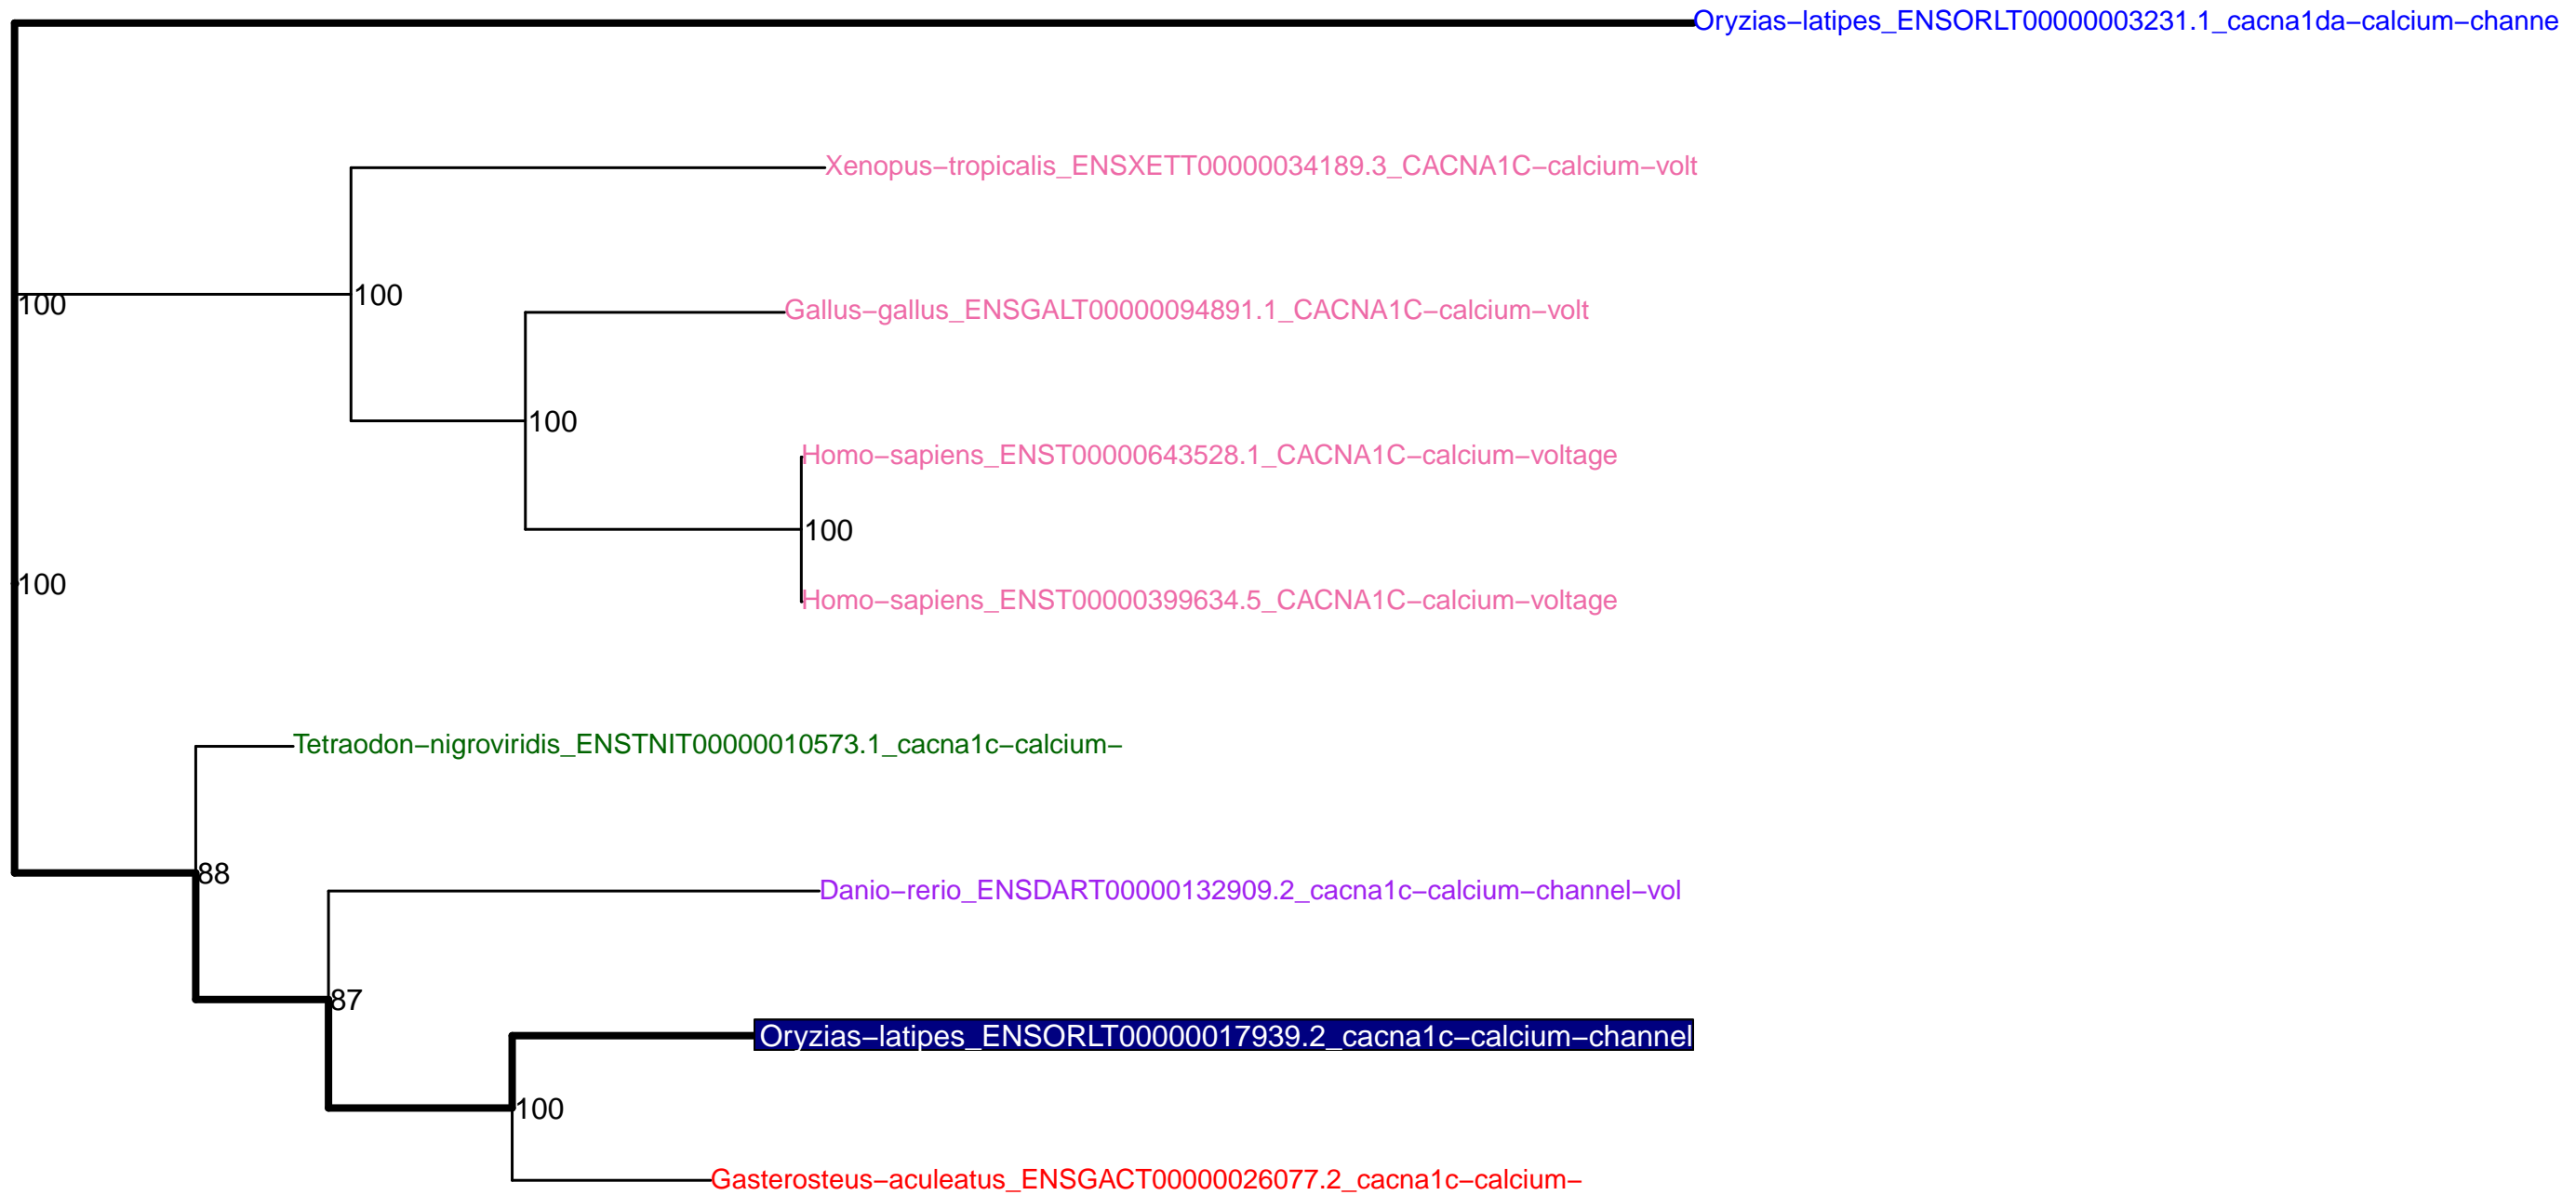 Oryzias−latipes_ENSORLT00000003231.1_cacna1da−calcium−channe
Xenopus−tropicalis_ENSXETT00000034189.3_CACNA1C−calcium−volt
100
100
Gallus−gallus_ENSGALT00000094891.1_CACNA1C−calcium−volt
100
Homo−sapiens_ENST00000643528.1_CACNA1C−calcium−voltage
100
100
Homo−sapiens_ENST00000399634.5_CACNA1C−calcium−voltage
Tetraodon−nigroviridis_ENSTNIT00000010573.1_cacna1c−calcium−
88
Danio−rerio_ENSDART00000132909.2_cacna1c−calcium−channel−vol
87
Oryzias−latipes_ENSORLT00000017939.2_cacna1c−calcium−channel
100
Gasterosteus−aculeatus_ENSGACT00000026077.2_cacna1c−calcium−